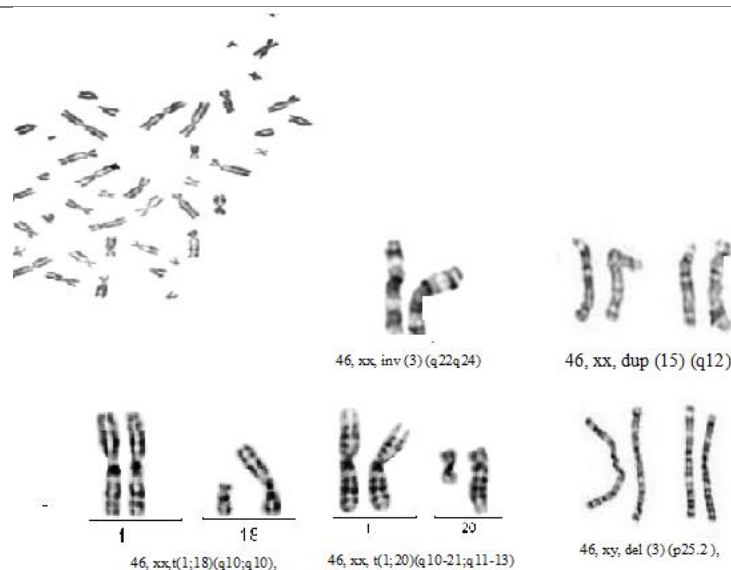 46, xx, inv (3) (q22q24)
46, xx, dup (15) (q12)
1
18
1
20
46, xx,t(1;18)(q10;q10),
46, xx, t(1;20)(q10-21;q11-13)
46, xy, del (3) (p25.2) ,